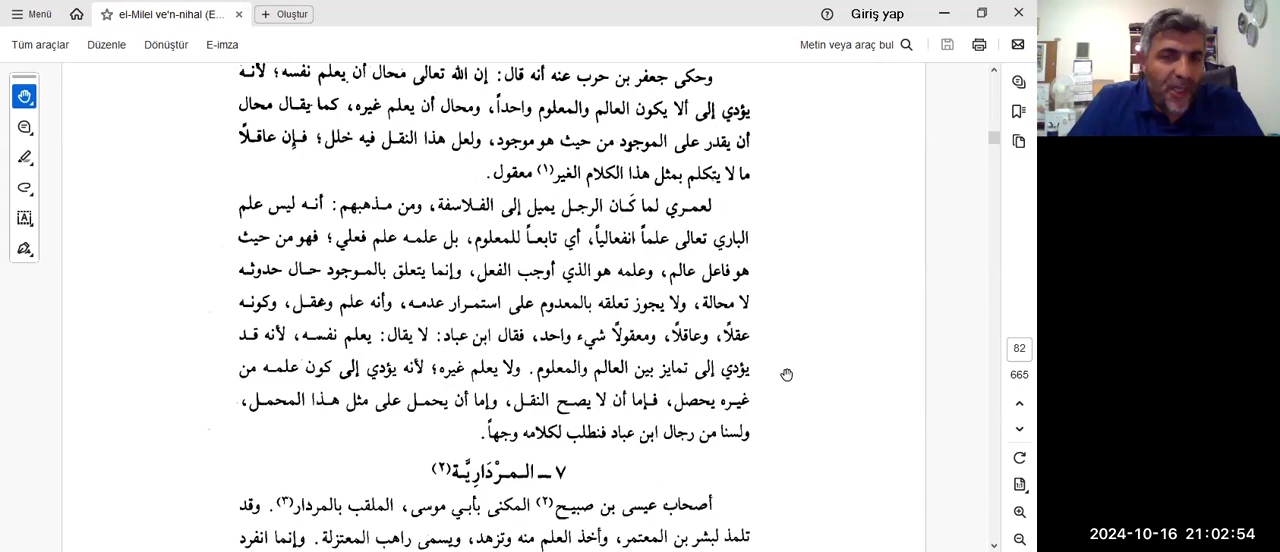 Menü
el-Milel ve'n-nihal (E...
Oluştur
Giriş yap
Tüm araçlar
Düzenle
Dönüştür
E-imza
Metin veya araç bul
وحكى جعفر بن حرب عنه أنه قال: إن الله تعالى محال أن يعلم نفسه؛ لأنه
يؤدي إلى ألا يكون العالم والمعلوم واحداً، ومحال أن يعلم غيره، كما يقال محال
أن يقدر على الموجود من حيث هو موجود، ولعل هذا النقل فيه خلل؛ فإن عاقلًا
ما لا يتكلم بمثل هذا الكلام الغير(١) معقول.
لعمري لما كَان الرجل يميل إلى الفلاسفة، ومن مذهبهم: أنه ليس علم
الباري تعالى علماً انفعالياً، أي تابعاً للمعلوم، بل علمه علم فعلي؛ فهو من حيث
هو فاعل عالم، وعلمه هو الذي أوجب الفعل، وإنما يتعلق بالموجود حال حدوثه
لا محالة، ولا يجوز تعلقه بالمعدوم على استمرار عدمه، وأنه علم وعقل، وكونه
عقلًا، وعاقلًا، ومعقولًا شيء واحد، فقال ابن عباد: لا يقال: يعلم نفسه، لأنه قد
يؤدي إلى تمايز بين العالم والمعلوم. ولا يعلم غيره؛ لأنه يؤدي إلى كون علمه من
غيره يحصل، فإما أن لا يصح النقل، وإما أن يحمل على مثل هذا المحمل،
ولسنا من رجال ابن عباد فنطلب لكلامه وجهاً.
٧ ــ المرْدَارِيَّة(٢)
أصحاب عيسى بن صبيح(٢) المكنى بأبي موسى، الملقب بالمردار(٣). وقد
تلمذ لبشر بن المعتمر، وأخذ العلم منه وتزهد، ويسمى راهب المعتزلة. وإنما انفرد
82
665
2024-10-16 21:02:54